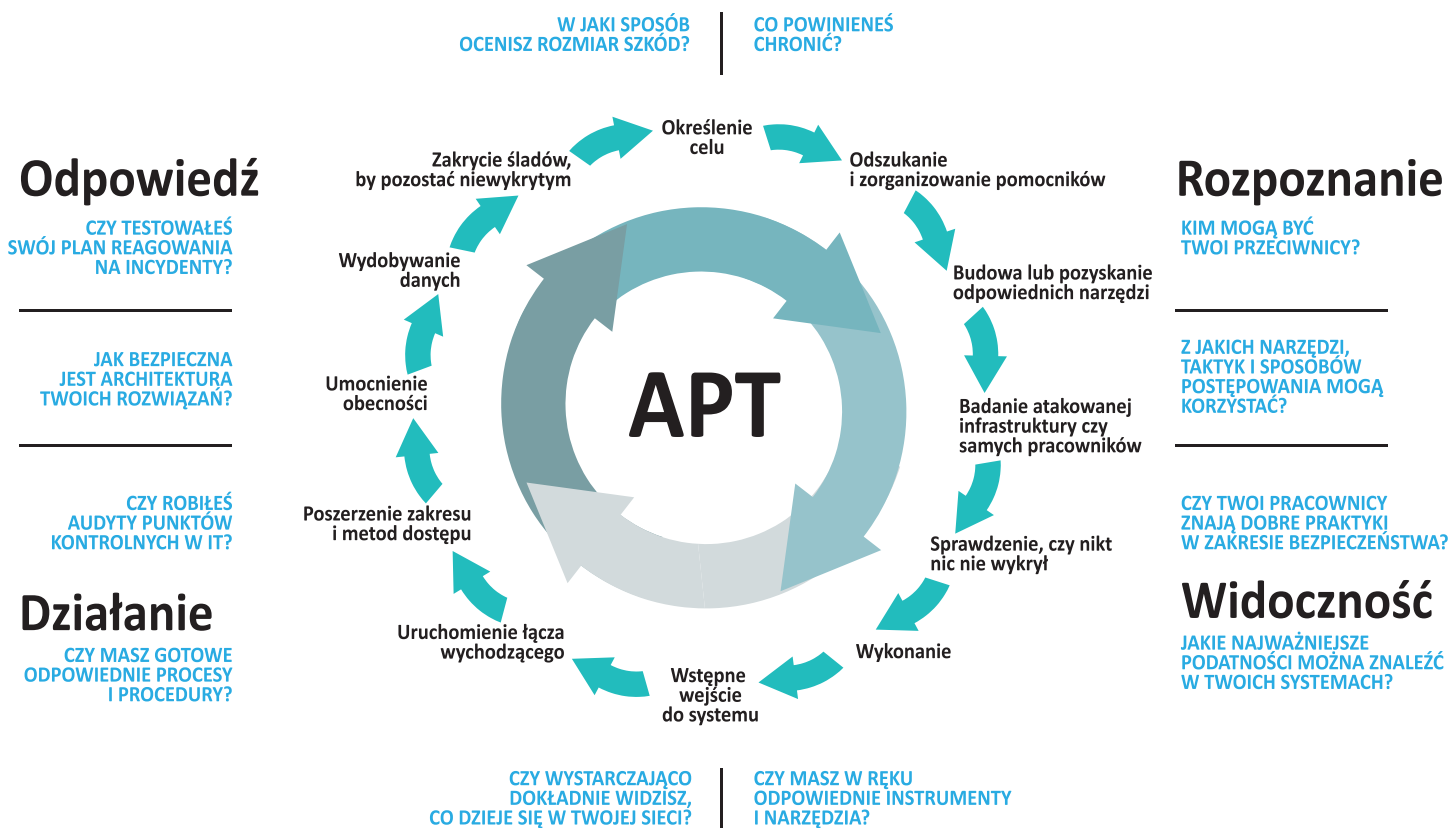 W JAKI SPOSÓB
OCENISZ ROZMIAR SZKÓD?
CO POWINIENEŚ
CHRONIĆ?
Odpowiedź
CZY TESTOWAŁEŚ
SWÓJ PLAN REAGOWANIA
NA INCYDENTY?
JAK BEZPIECZNA
JEST ARCHITEKTURA
TWOICH ROZWIĄZAŃ?
CZY ROBIŁEŚ
AUDYTY PUNKTÓW
KONTROLNYCH W IT?
Działanie
CZY MASZ GOTOWE
ODPOWIEDNIE PROCESY
I PROCEDURY?
Określenie
celu
Odszukanie
i zorganizowanie pomocników
Budowa lub pozyskanie
odpowiednich narzędzi
Badanie atakowanej
infrastruktury czy
samych pracowników
Sprawdzenie, czy nikt
nic nie wykrył
Wykonanie
Wstępne
wejście
do systemu
Uruchomienie łącza
wychodzącego
Poszerzenie zakresu
i metod dostępu
Umocnienie
obecności
Wydobywanie
danych
Zakrycie śladów,
by pozostać niewykrytym
APT
Rozpoznanie
KIM MOGĄ BYĆ
TWOI PRZECIWNICY?
Z JAKICH NARZĘDZI,
TAKTYK I SPOSOBÓW
POSTĘPOWANIA MOGĄ
KORZYSTAĆ?
CZY TWOI PRACOWNICY
ZNAJĄ DOBRE PRAKTYKI
W ZAKRESIE BEZPIECZEŃSTWA?
Widoczność
JAKIE NAJWAŻNIEJSZE
PODATNOŚCI MOŻNA ZNALEŹĆ
W TWOICH SYSTEMACH?
CZY WYSTARCZAJĄCO
DOKŁADNIE WIDZISZ,
CO DZIEJE SIĘ W TWOJEJ SIECI?
CZY MASZ W RĘKU
ODPOWIEDNIE INSTRUMENTY
I NARZĘDZIA?